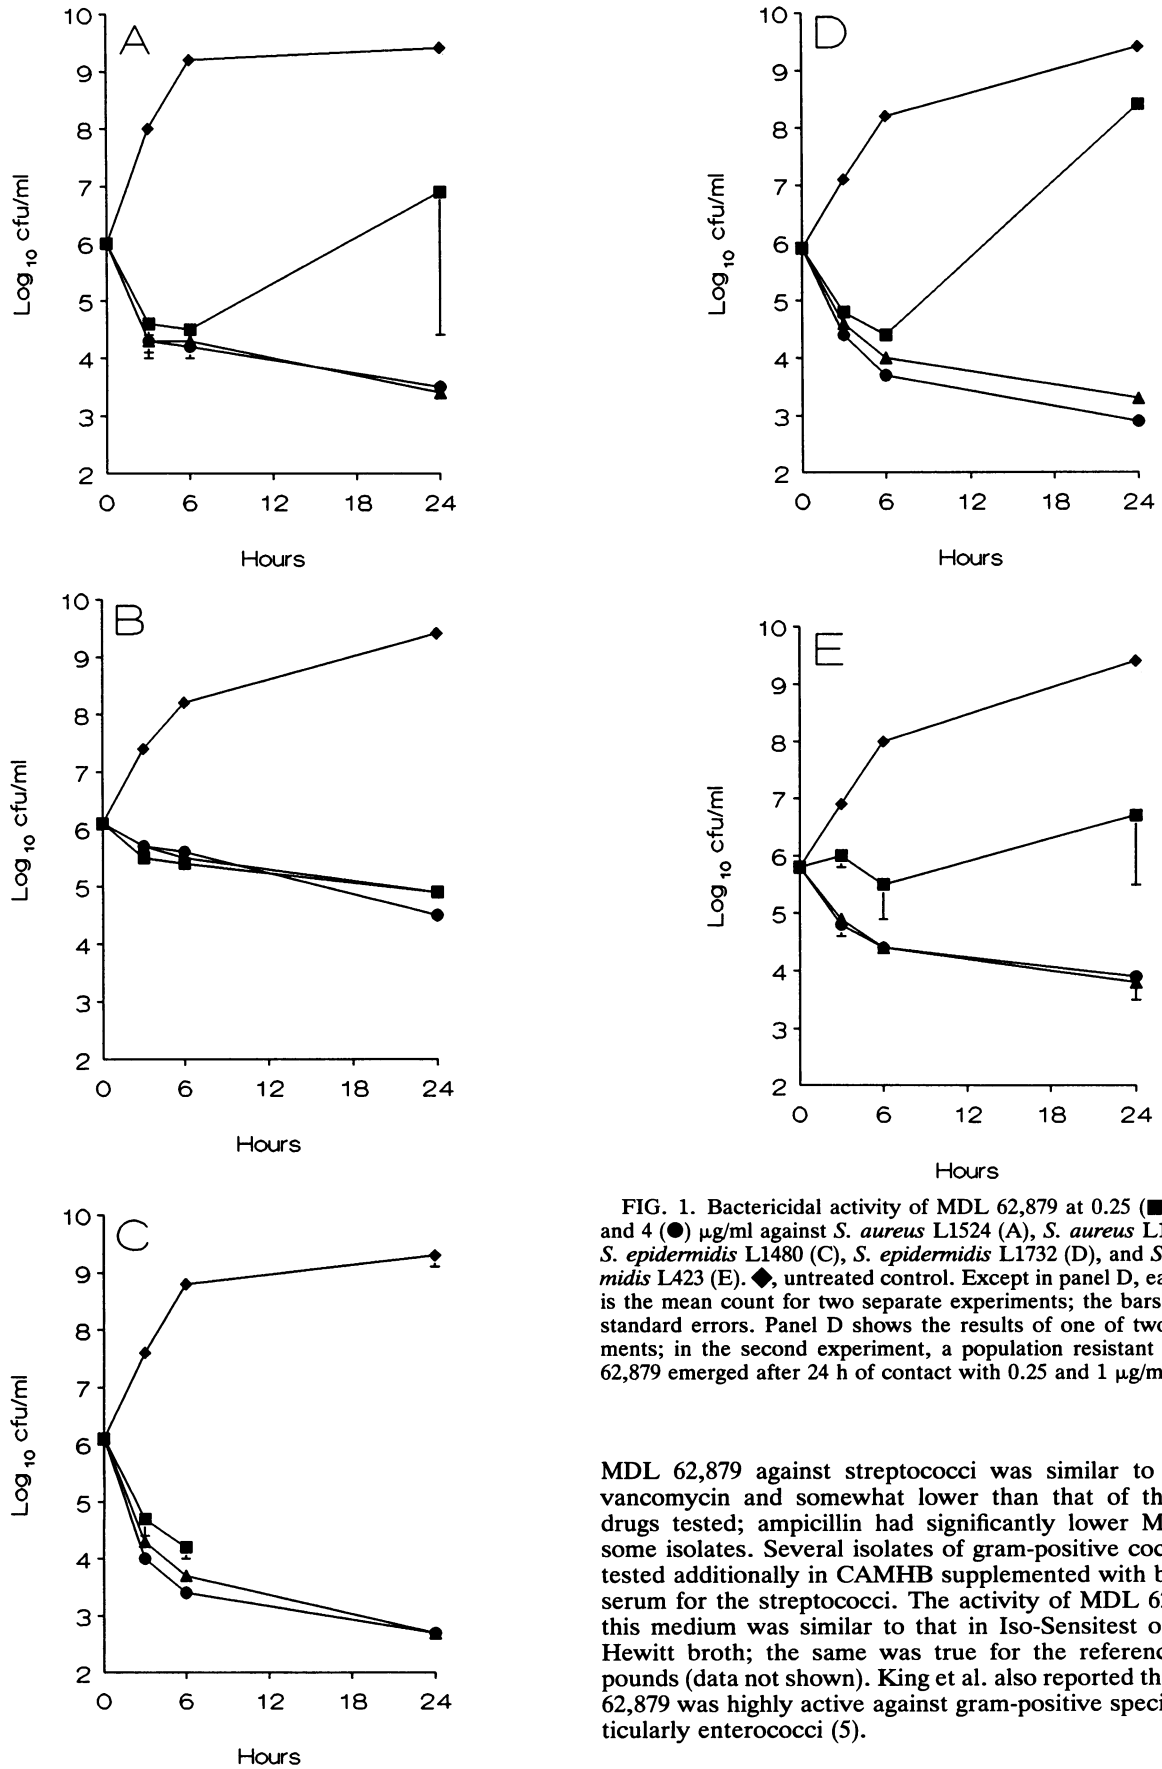 A
10
9
8
7
6
5
4
3
2
Log10 cfu/ml
0 6 12 18 24
Hours
B
10
9
8
7
6
5
4
3
2
Log10 cfu/ml
0 6 12 18 24
Hours
C
10
9
8
7
6
5
4
3
2
Log10 cfu/ml
0 6 12 18 24
Hours
D
10
9
8
7
6
5
4
3
2
Log10 cfu/ml
0 6 12 18 24
Hours
E
10
9
8
7
6
5
4
3
2
Log10 cfu/ml
0 6 12 18 24
Hours
FIG. 1. Bactericidal activity of MDL 62,879 at 0.25 (■
and 4 (●) μg/ml against S. aureus L1524 (A), S. aureus
S. epidermidis L1480 (C), S. epidermidis L1732 (D), and S
midis L423 (E). ◆, untreated control. Except in panel D,
is the mean count for two separate experiments; the bars
standard errors. Panel D shows the results of one of two
ments; in the second experiment, a population resistant
62,879 emerged after 24 h of contact with 0.25 and 1
MDL 62,879 against streptococci was similar to
vancomycin and somewhat lower than that of
drugs tested; ampicillin had significantly lower
some isolates. Several isolates of gram-positive
tested additionally in CAMHB supplemented with
serum for the streptococci. The activity of MDL
this medium was similar to that in Iso-Sensitest
Hewitt broth; the same was true for the
pounds (data not shown). King et al. also reported
62,879 was highly active against gram-positive
ticularly enterococci (5).